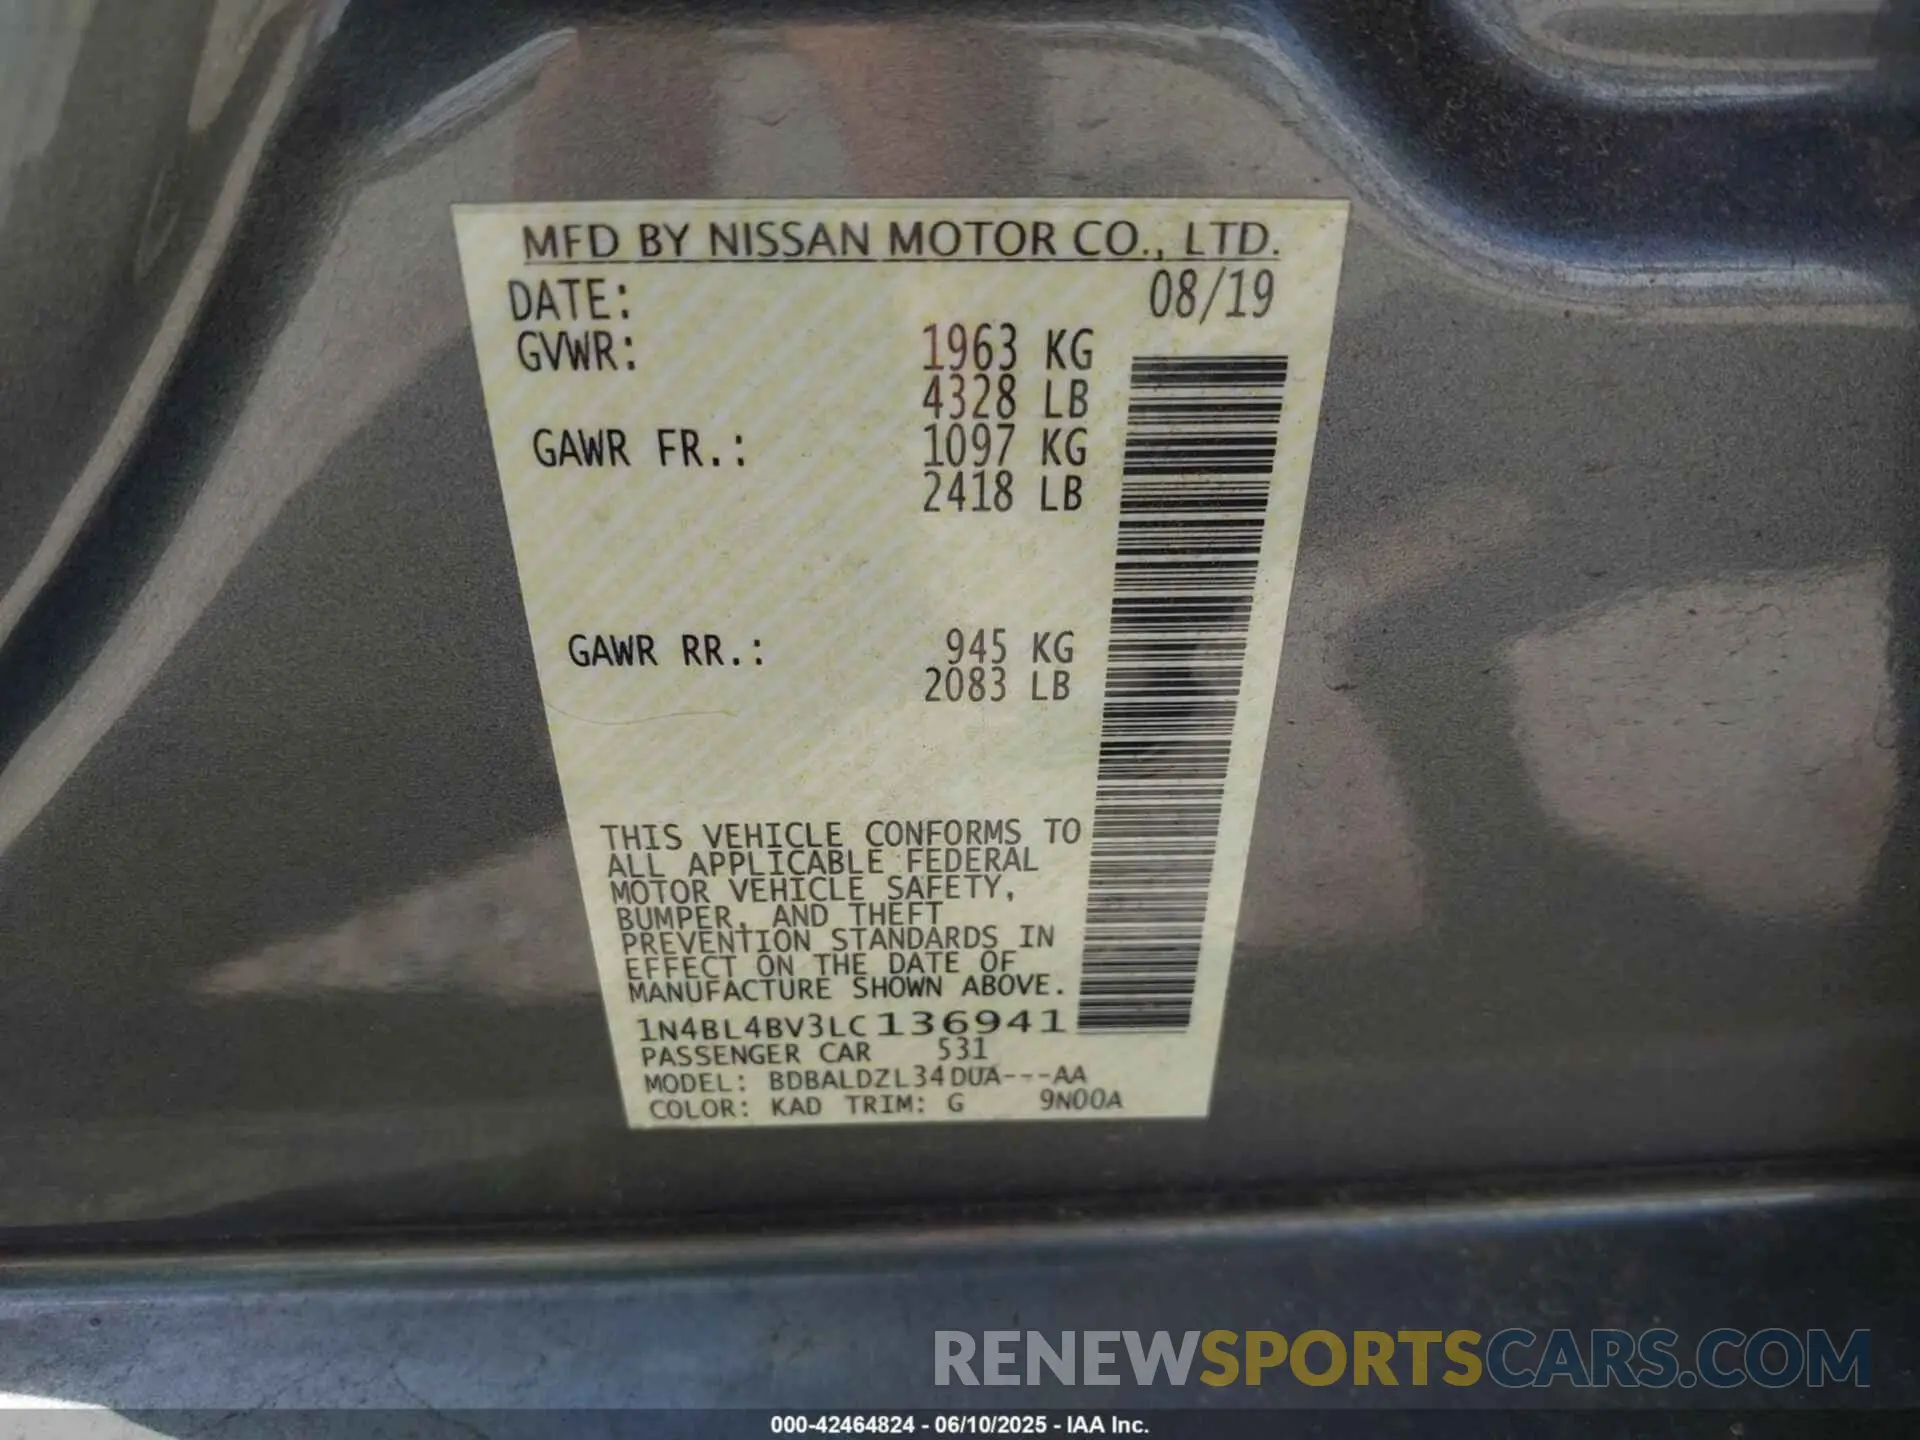 MFD BY NISSAN MOTOR CO., LTD.
DATE: 08/19
GVWR: 1963 KG
4328 LB
GAWR FR.: 1097 KG
2418 LB
GAWR RR.: 945 KG
2083 LB
THIS VEHICLE CONFORMS TO
ALL APPLICABLE FEDERAL
MOTOR VEHICLE SAFETY,
BUMPER, AND THEFT
PREVENTION STANDARDS IN
EFFECT ON THE DATE OF
MANUFACTURE SHOWN ABOVE.
1N4BL4BV3LC136941
PASSENGER CAR 531
MODEL: BDBALDZL34DUA---AA
COLOR: KAD TRIM: G 9N00A
RENEWSPORTSCARS.COM
000-42464824 - 06/10/2025 - IAA Inc.